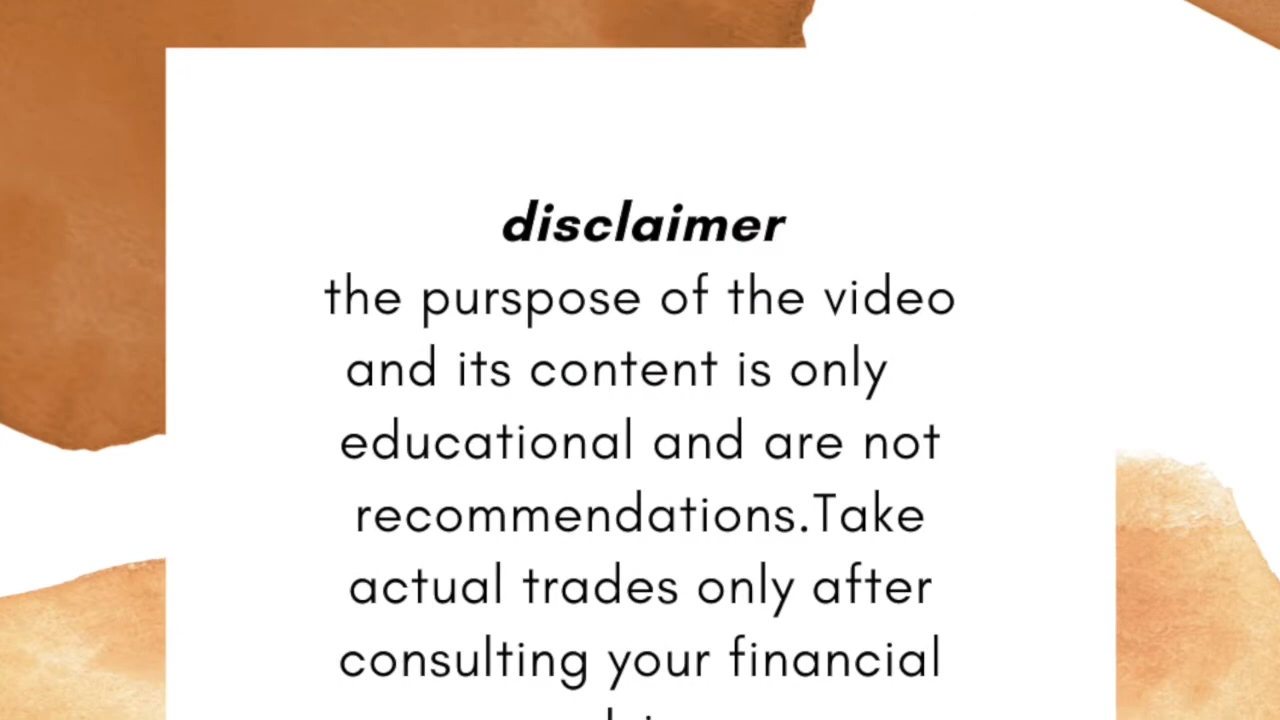 disclaimer
the purspose of the video
and its content is only
educational and are not
recommendations.Take
actual trades only after
consulting your financial